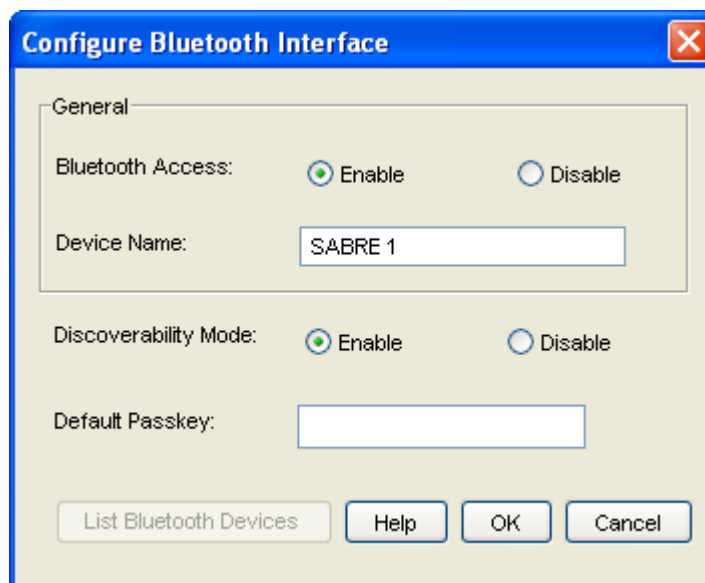 Configure Bluetooth Interface
General
Bluetooth Access: Enable Disable
Device Name: SABRE 1
Discoverability Mode: Enable Disable
Default Passkey:
List Bluetooth Devices Help OK Cancel